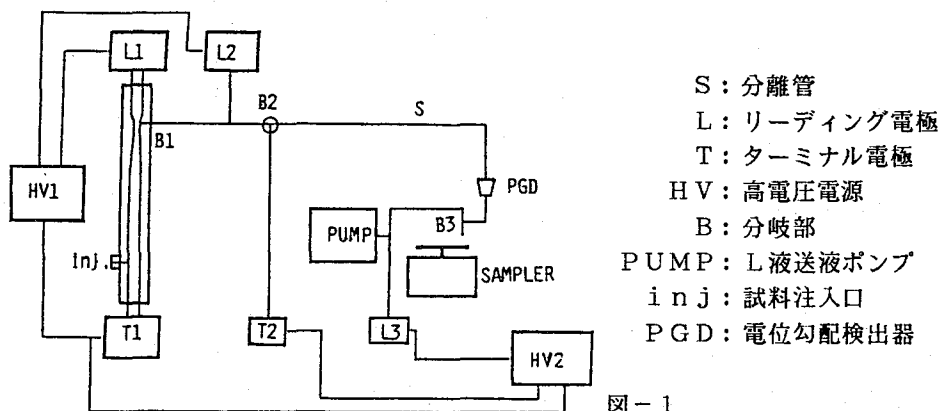 L1
L2
B2
S
B1
PGD
HV1
PUMP
B3
inj.
SAMPLER
T1
T2
L3
HV2
S：分離管
L：リーディング電極
T：ターミナル電極
HV：高電圧電源
B：分岐部
PUMP：L液送液ポンプ
inj：試料注入口
PGD：電位勾配検出器
図－1